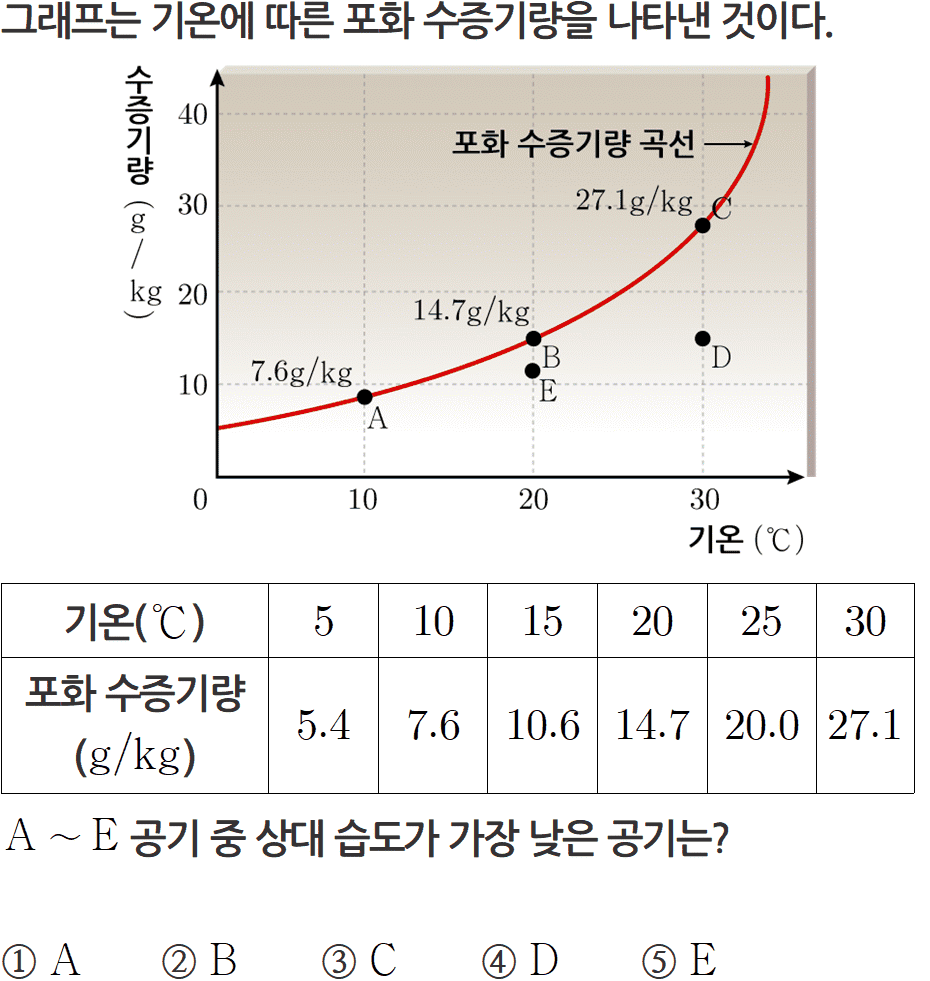 그래프는 기온에 따른 포화 수증기량을 나타낸 것이다.
수증기량 (g/kg)
40
포화 수증기량 곡선
30
27.1g/kg C
20
14.7g/kg
B
D
7.6g/kg
10
E
A
0 10 20 30
기온 (℃)
기온(℃) 5 10 15 20 25 30
포화 수증기량
(g/kg) 5.4 7.6 10.6 14.7 20.0 27.1
A ~ E 공기 중 상대 습도가 가장 낮은 공기는?
① A ② B ③ C ④ D ⑤ E